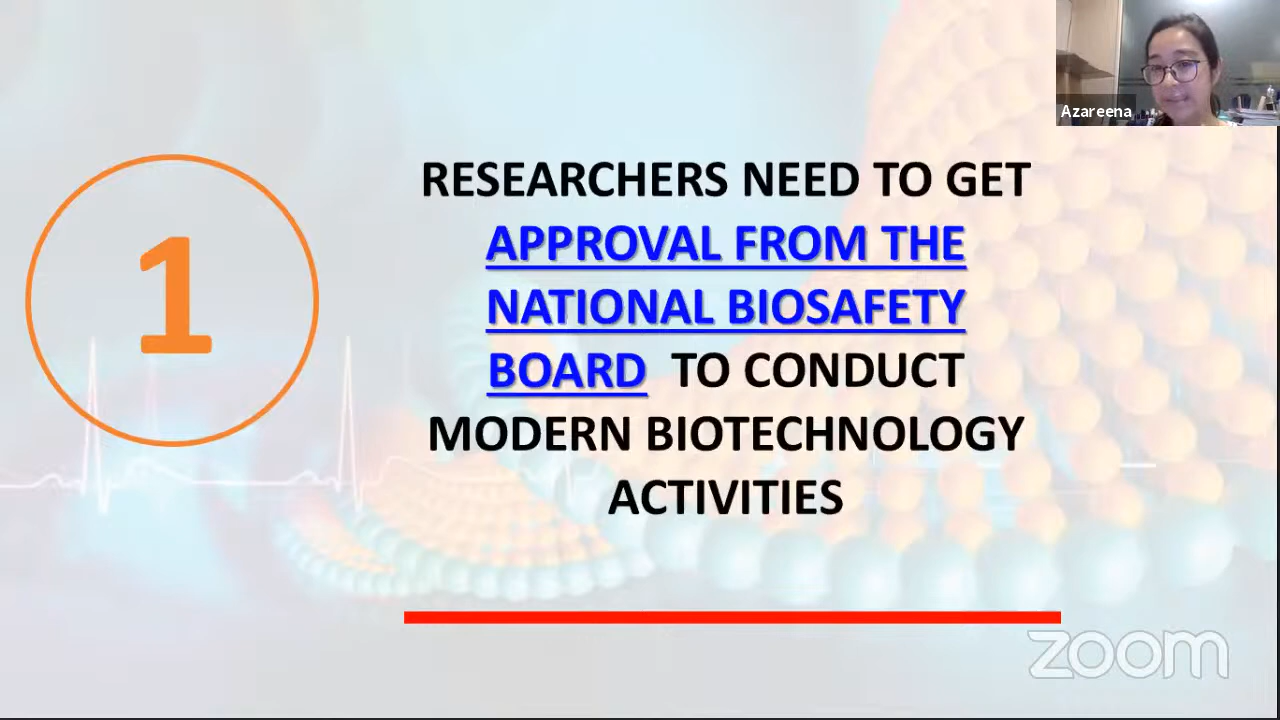 Azareena
1
RESEARCHERS NEED TO GET
APPROVAL FROM THE
NATIONAL BIOSAFETY
BOARD TO CONDUCT
MODERN BIOTECHNOLOGY
ACTIVITIES
zoom